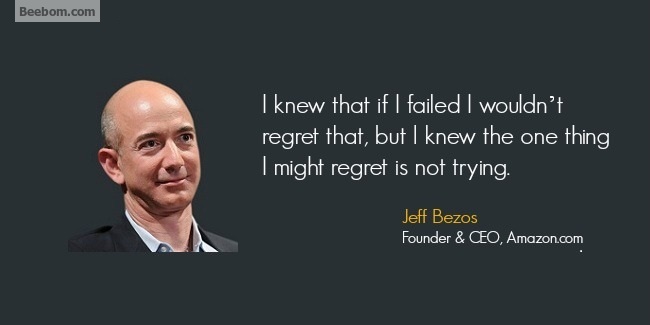 Beebom.com
I knew that if I failed I wouldn't
regret that, but I knew the one thing
I might regret is not trying.
Jeff Bezos
Founder & CEO, Amazon.com